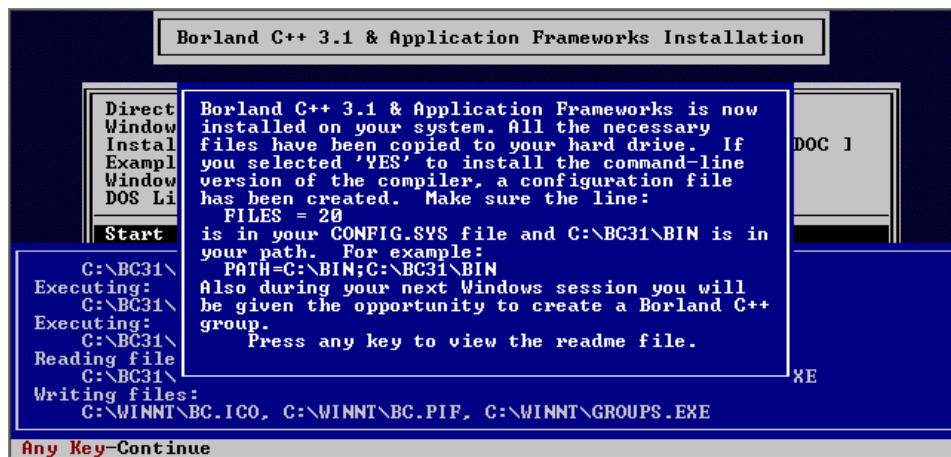 Borland C++ 3.1 & Application Frameworks Installation
Direct
Window
Instal
Exampl
Window
DOS Li
DOC ]
Start
Borland C++ 3.1 & Application Frameworks is now
installed on your system. All the necessary
files have been copied to your hard drive.  If
you selected 'YES' to install the command-line
version of the compiler, a configuration file
has been created.  Make sure the line:
FILES = 20
is in your CONFIG.SYS file and C:\BC31\BIN is in
your path.  For example:
PATH=C:\BIN;C:\BC31\BIN
Also during your next Windows session you will
be given the opportunity to create a Borland C++
group.
Press any key to view the readme file.
C:\BC31\
Executing:
C:\BC31\
Executing:
C:\BC31\
Reading file
C:\BC31\ XE
Writing files:
C:\WINNT\BC.ICO, C:\WINNT\BC.PIF, C:\WINNT\GROUPS.EXE
Any Key-Continue